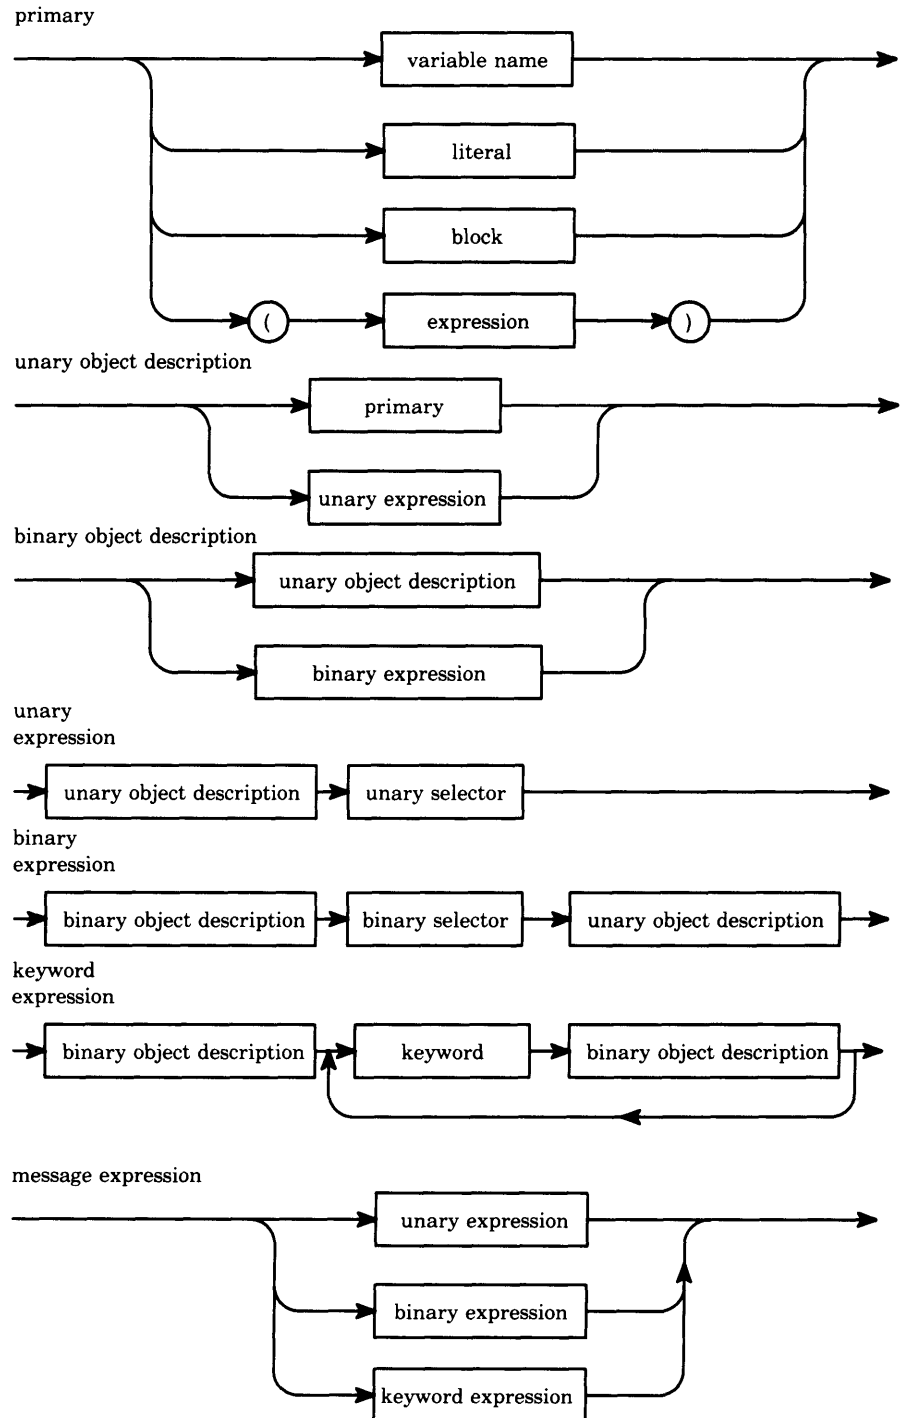 primary
variable name
literal
block
( expression )
unary object description
primary
unary expression
binary object description
unary object description
binary expression
unary
expression
unary object description unary selector
binary
expression
binary object description binary selector unary object description
keyword
expression
binary object description keyword binary object description
message expression
unary expression
binary expression
keyword expression